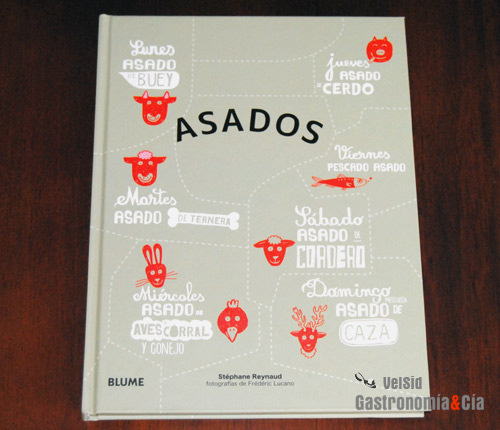 Lunes
ASADO
DE
BUEY
Martes
ASADO
DE TERNERA
Miércoles
ASADO DE
AVES CORRAL
Y CONEJO
ASADOS
jueves
ASADO
DE CERDO
Viernes
PESCADO ASADO
Sábado
ASADO DE
CORDERO
Domingo
ASADO DE
CAZA
BLUME
Stéphane Reynaud
fotografías de Frédéric Lucano
VelSid
Gastronomía&Cia